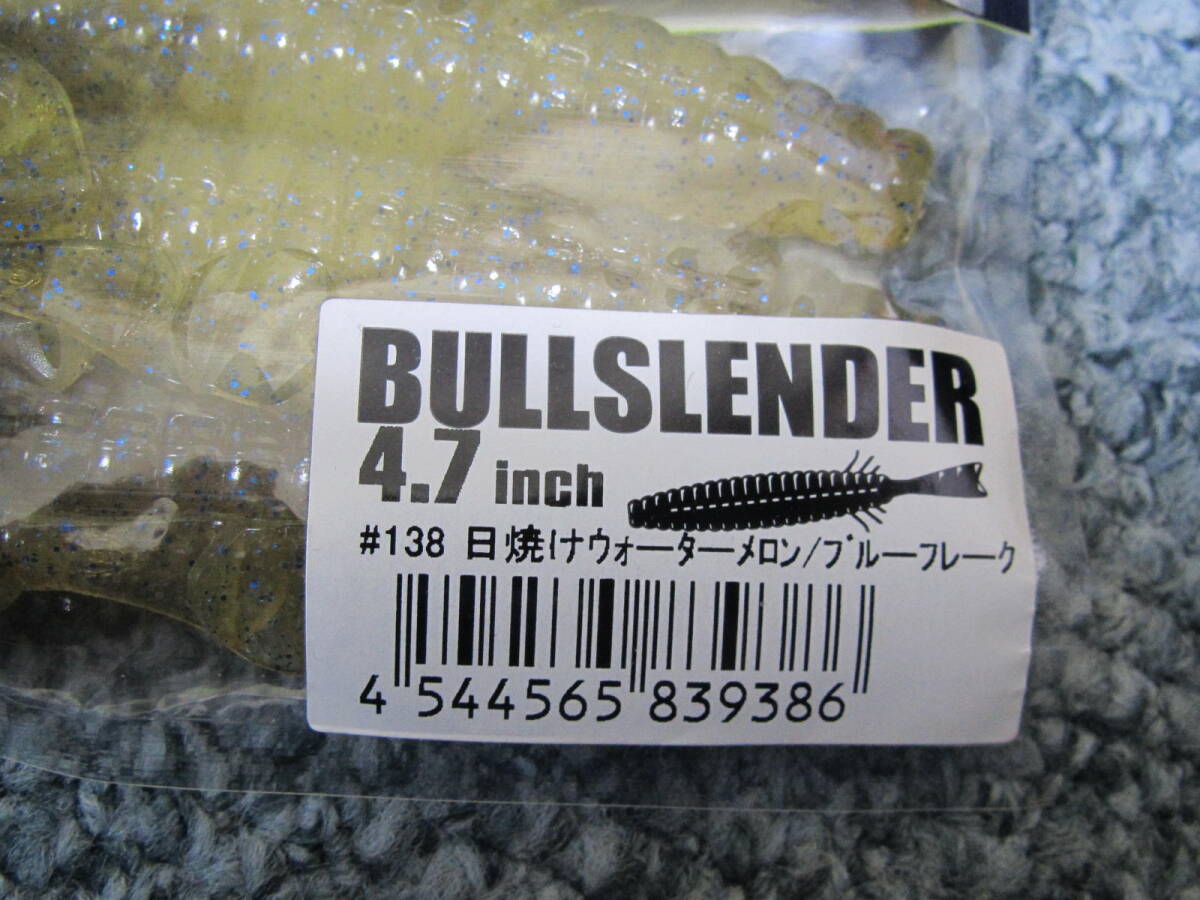 BULLSLENDER
4.7 inch
#138 日焼けウォーターメロン/ブルーフレーク
4 544565 839386